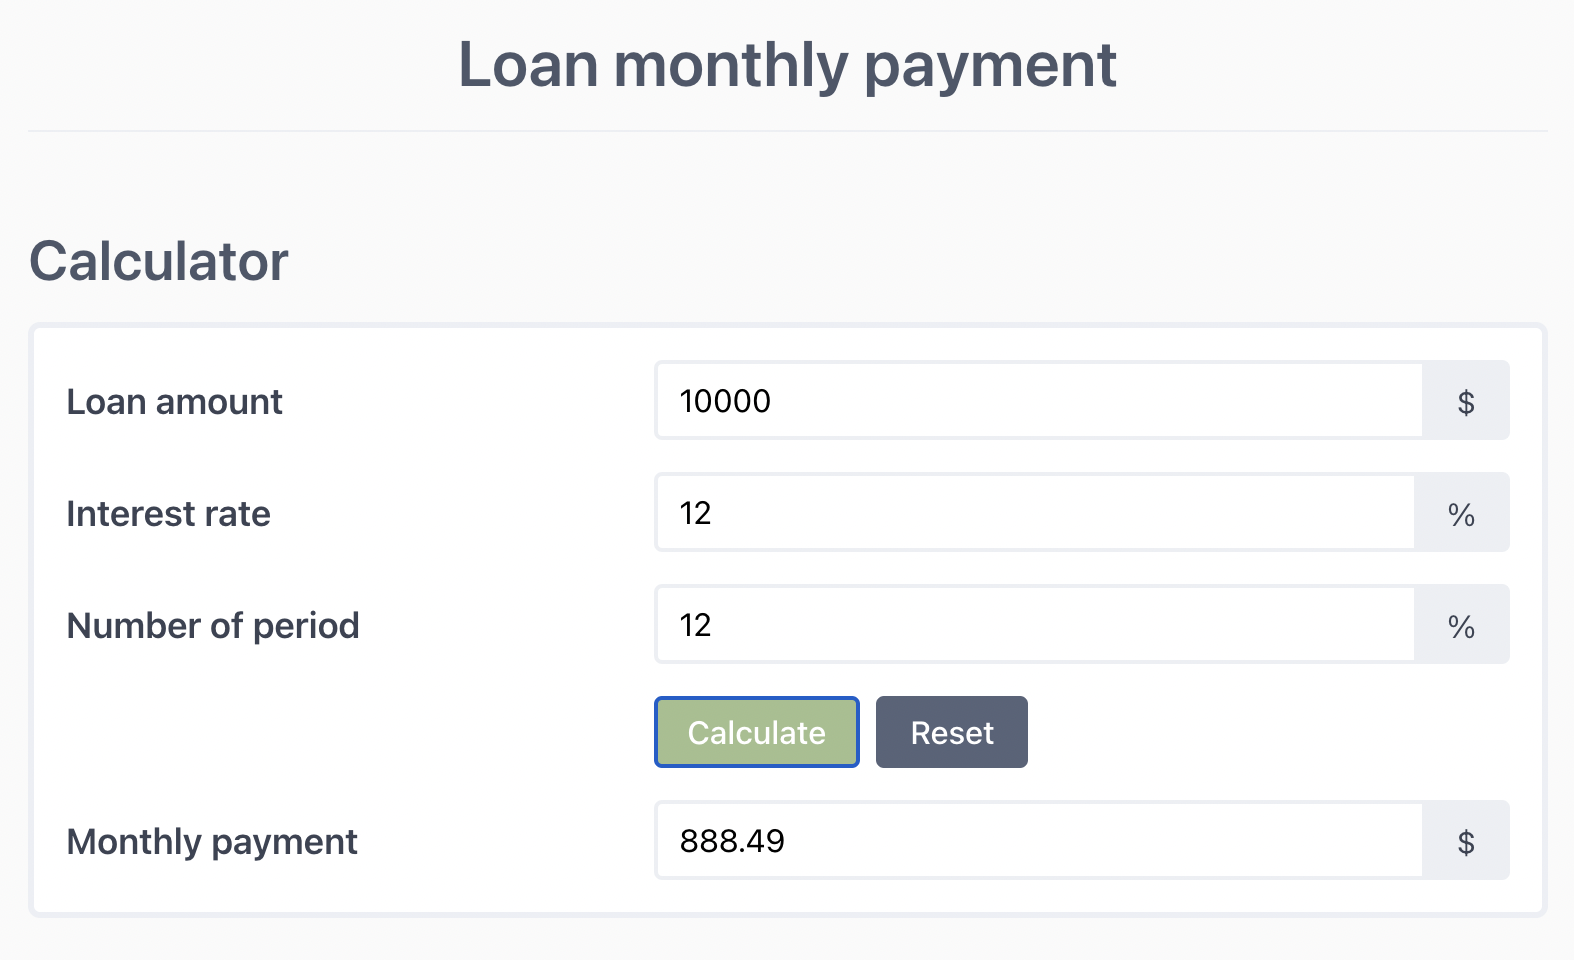 Loan monthly payment
Calculator
Loan amount 10000 $
Interest rate 12 %
Number of period 12 %
Calculate Reset
Monthly payment 888.49 $